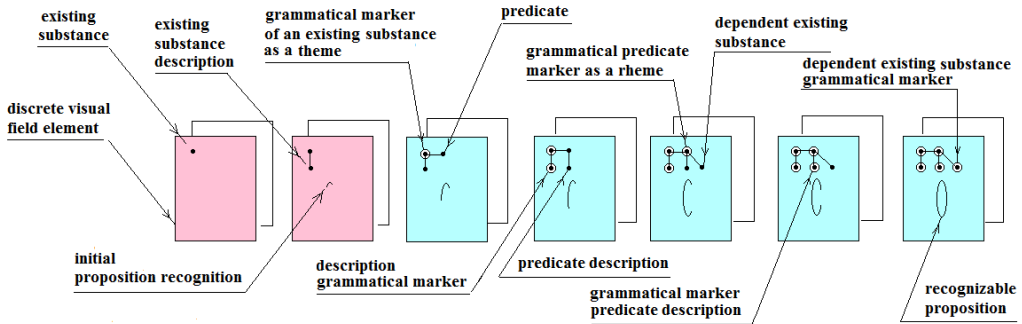 existing
substance
existing
substance
description
grammatical marker
of an existing substance
as a theme
predicate
grammatical predicate
marker as a rheme
dependent existing
substance
dependent existing substance
grammatical marker
discrete visual
field element
initial
proposition recognition
description
grammatical marker
predicate description
grammatical marker
predicate description
recognizable
proposition